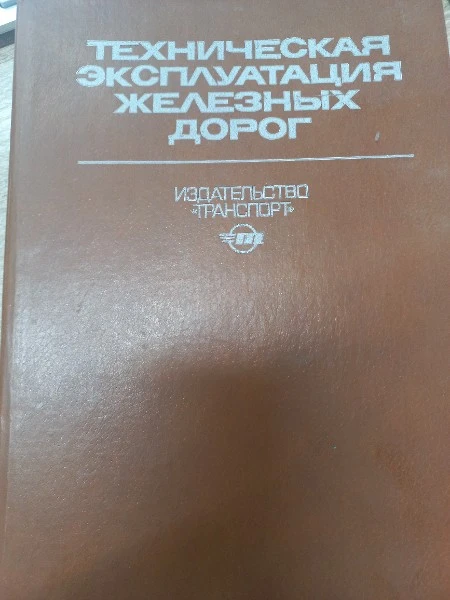 ТЕХНИЧЕСКАЯ
ЭКСПЛУАТАЦИЯ
ЖЕЛЕЗНЫХ
ДОРОГ
ИЗДАТЕЛЬСТВО
«ТРАНСПОРТ»